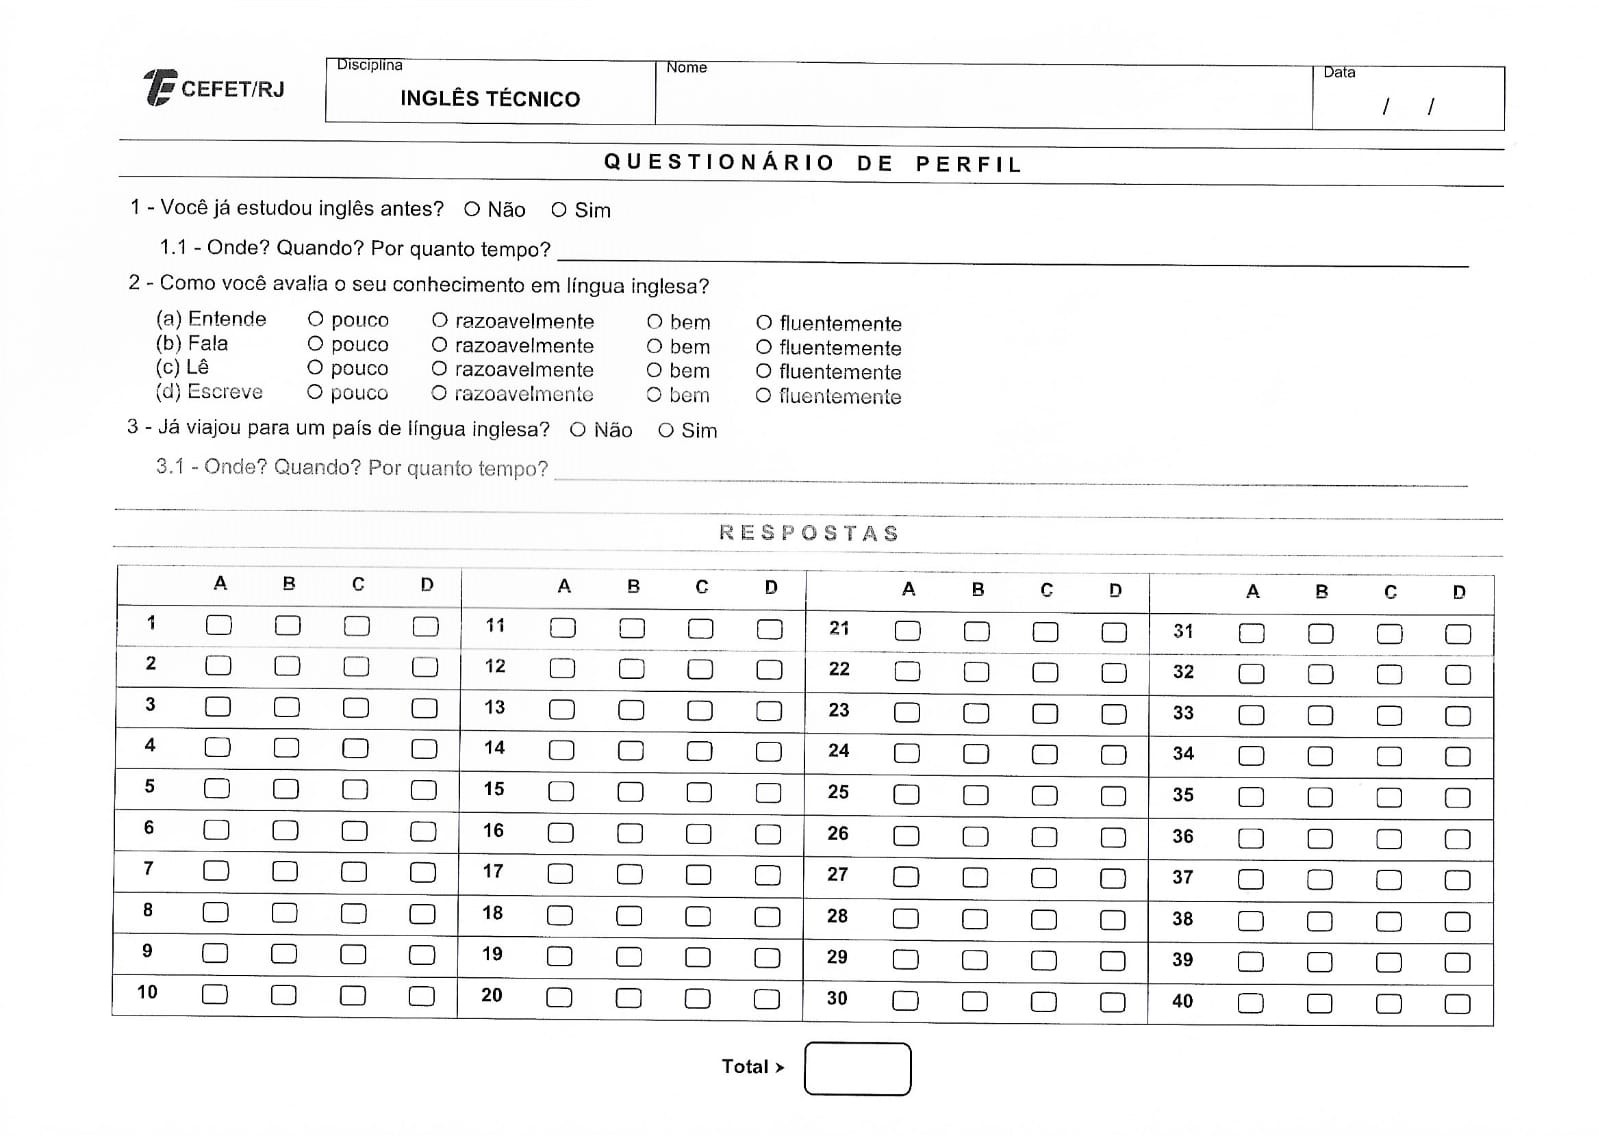 CEFET/RJ
Disciplina
INGLÊS TÉCNICO
Nome
Data
/ /
QUESTIONÁRIO DE PERFIL
1 - Você já estudou inglês antes? O Não O Sim
1.1 - Onde? Quando? Por quanto tempo?
2 - Como você avalia o seu conhecimento em língua inglesa?
(a) Entende O pouco O razoavelmente O bem O fluentemente
(b) Fala O pouco O razoavelmente O bem O fluentemente
(c) Lê O pouco O razoavelmente O bem O fluentemente
(d) Escreve O pouco O razoavelmente O bem O fluentemente
3 - Já viajou para um país de língua inglesa? O Não O Sim
3.1 - Onde? Quando? Por quanto tempo?
RESPOSTAS
A B C D A B C D A B C D A B C D
1 11 21 31
2 12 22 32
3 13 23 33
4 14 24 34
5 15 25 35
6 16 26 36
7 17 27 37
8 18 28 38
9 19 29 39
10 20 30 40
Total ➤